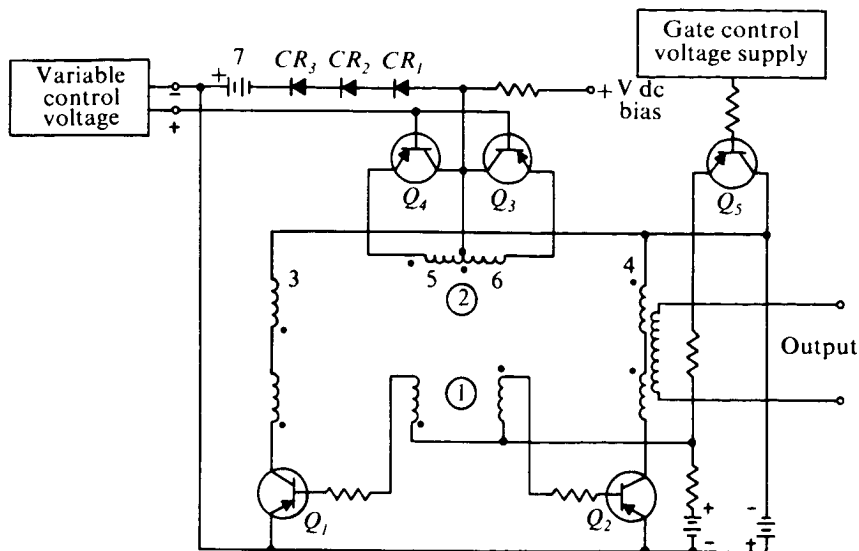 Gate control
voltage supply
7
CR₃ CR₂ CR₁
+
Variable
control
voltage
−
+
+ V dc
bias
Q₄ Q₃
Q₅
3
5 6
4
②
①
Output
Q₁
Q₂
+
−
−
+